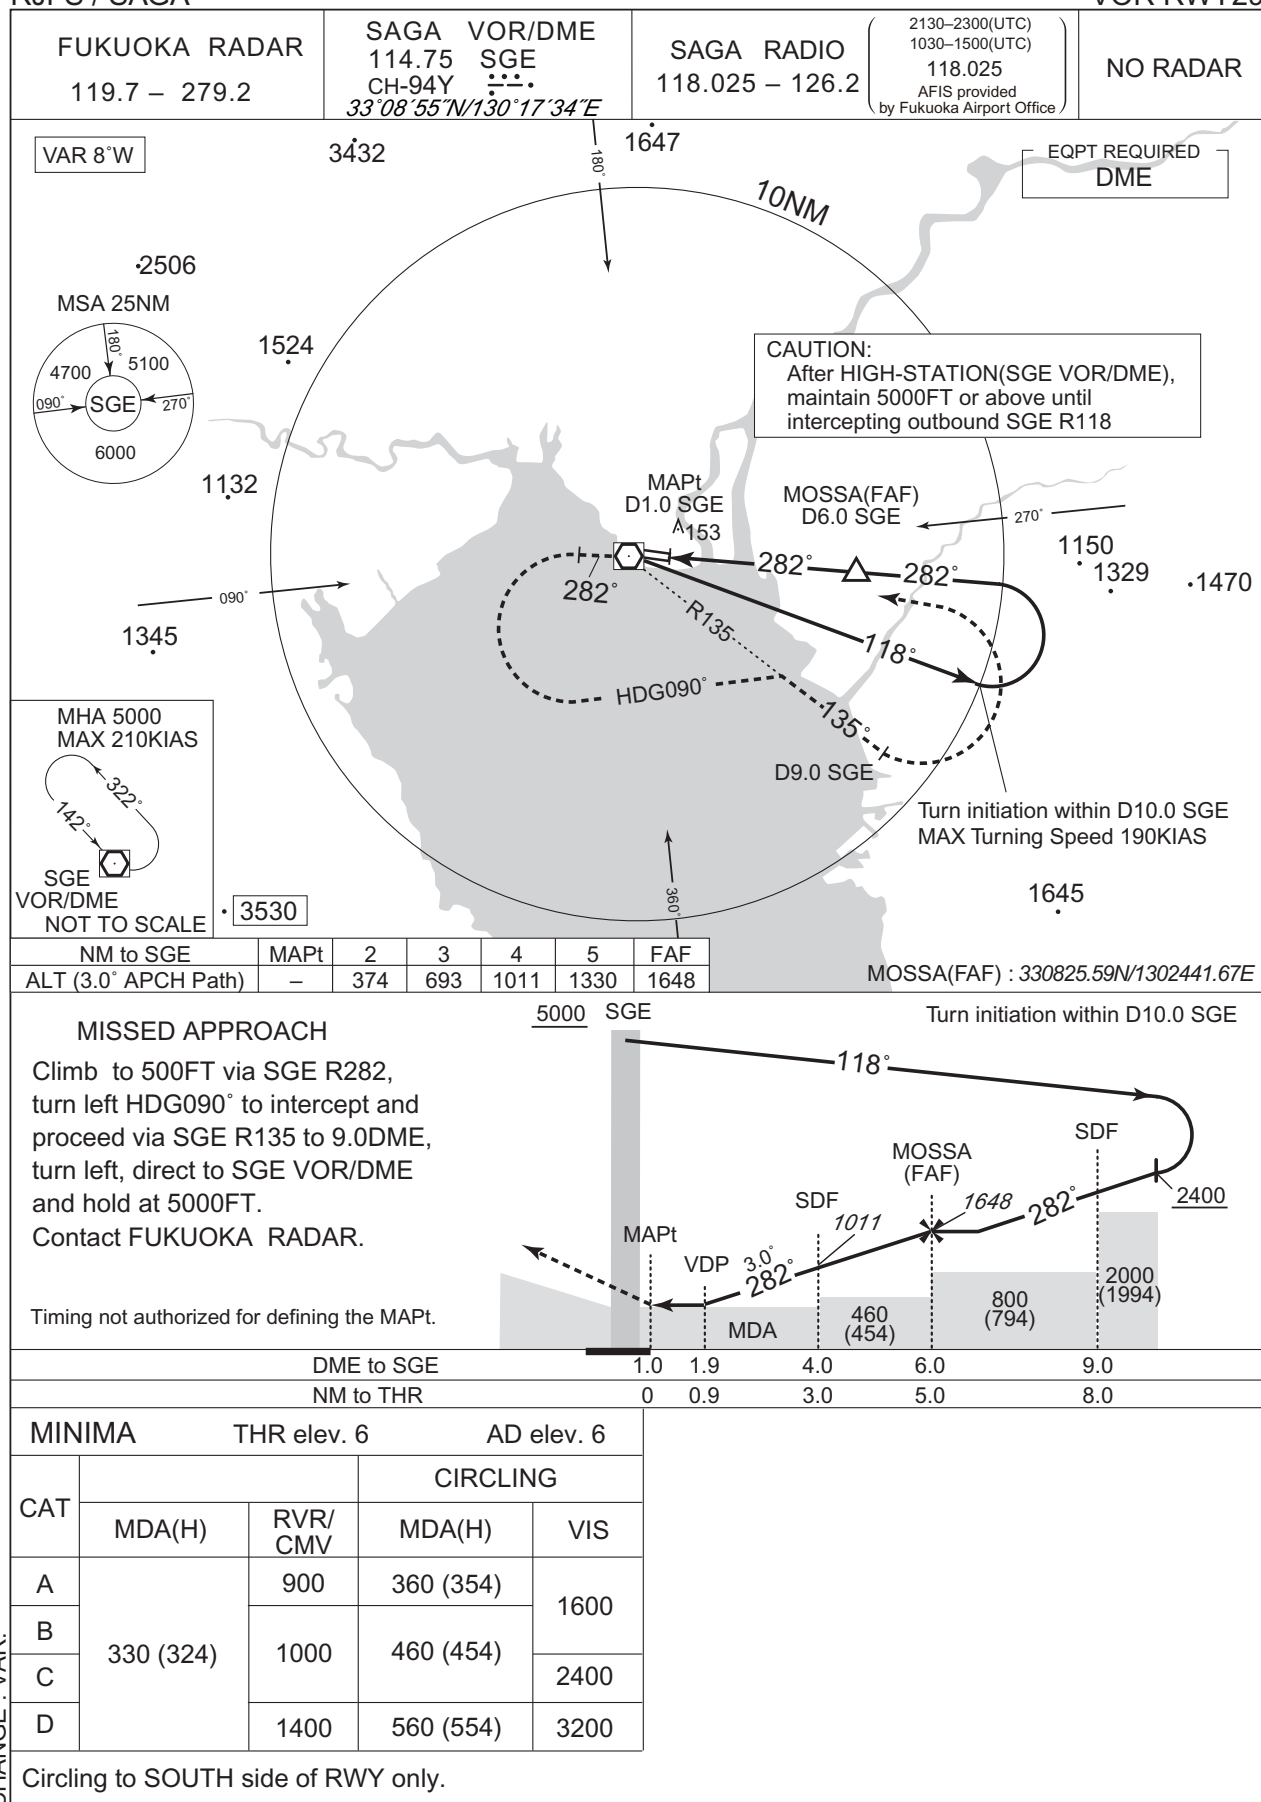 FUKUOKA RADAR
119.7 – 279.2
SAGA VOR/DME
114.75 SGE
CH-94Y
33°08′55″N/130°17′34″E
SAGA RADIO
118.025 – 126.2
2130–2300(UTC)
1030–1500(UTC)
118.025
AFIS provided
by Fukuoka Airport Office
NO RADAR
VAR 8°W
3432
180°
1647
EQPT REQUIRED
DME
10NM
2506
MSA 25NM
180°
4700
5100
090°
SGE
270°
6000
1524
CAUTION:
After HIGH-STATION(SGE VOR/DME),
maintain 5000FT or above until
intercepting outbound SGE R118
1132
MAPt
D1.0 SGE
153
MOSSA(FAF)
D6.0 SGE
270°
1150
1329
1470
282°
282°
282°
090°
R135
118°
1345
HDG090°
135°
D9.0 SGE
MHA 5000
MAX 210KIAS
322°
142°
SGE
VOR/DME
NOT TO SCALE
Turn initiation within D10.0 SGE
MAX Turning Speed 190KIAS
360°
1645
3530
NM to SGE MAPt 2 3 4 5 FAF
ALT (3.0° APCH Path) – 374 693 1011 1330 1648
MOSSA(FAF) : 330825.59N/1302441.67E
MISSED APPROACH
Climb to 500FT via SGE R282,
turn left HDG090° to intercept and
proceed via SGE R135 to 9.0DME,
turn left, direct to SGE VOR/DME
and hold at 5000FT.
Contact FUKUOKA RADAR.
Timing not authorized for defining the MAPt.
5000 SGE
Turn initiation within D10.0 SGE
118°
SDF
MOSSA
(FAF)
2400
SDF
1648
282°
1011
MAPt
VDP
3.0°
282°
2000
(1994)
800
(794)
460
(454)
MDA
DME to SGE 1.0 1.9 4.0 6.0 9.0
NM to THR 0 0.9 3.0 5.0 8.0
MINIMA THR elev. 6 AD elev. 6
CAT
CIRCLING
MDA(H)
RVR/
CMV
MDA(H)
VIS
A 900 360 (354)
1600
B
330 (324) 1000 460 (454)
C 2400
D 1400 560 (554) 3200
Circling to SOUTH side of RWY only.